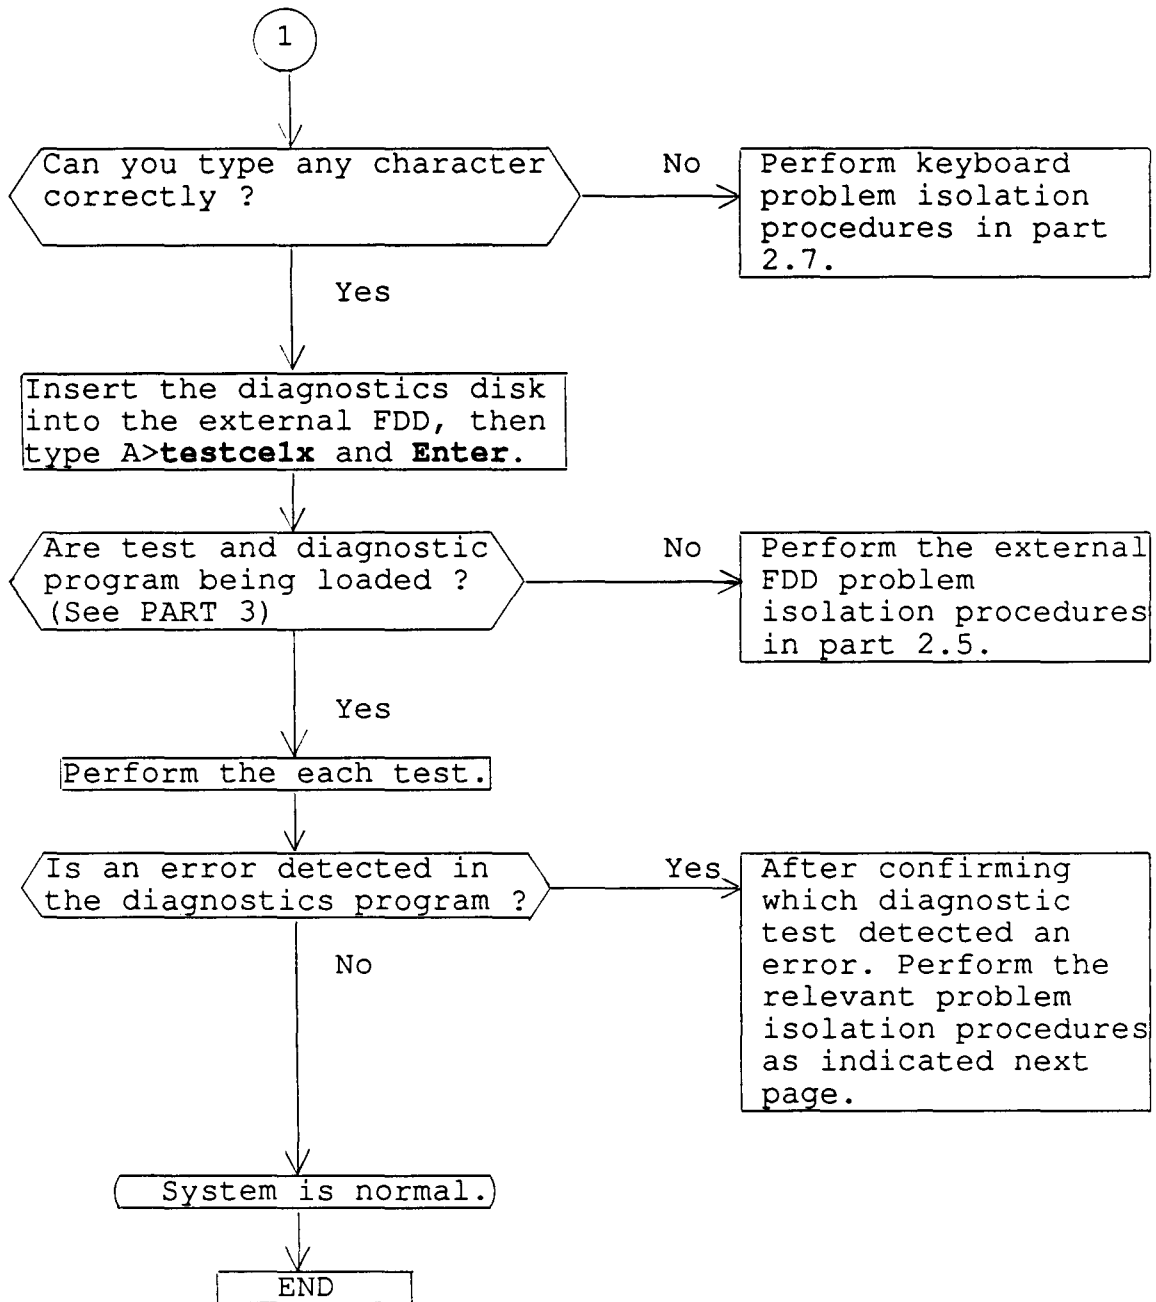 1
Can you type any character
correctly ?
No
Perform keyboard
problem isolation
procedures in part
2.7.
Yes
Insert the diagnostics disk
into the external FDD, then
type A>testce1x and Enter.
Are test and diagnostic
program being loaded ?
(See PART 3)
No
Perform the external
FDD problem
isolation procedures
in part 2.5.
Yes
Perform the each test.
Is an error detected in
the diagnostics program ?
Yes
After confirming
which diagnostic
test detected an
error. Perform the
relevant problem
isolation procedures
as indicated next
page.
No
System is normal.
END